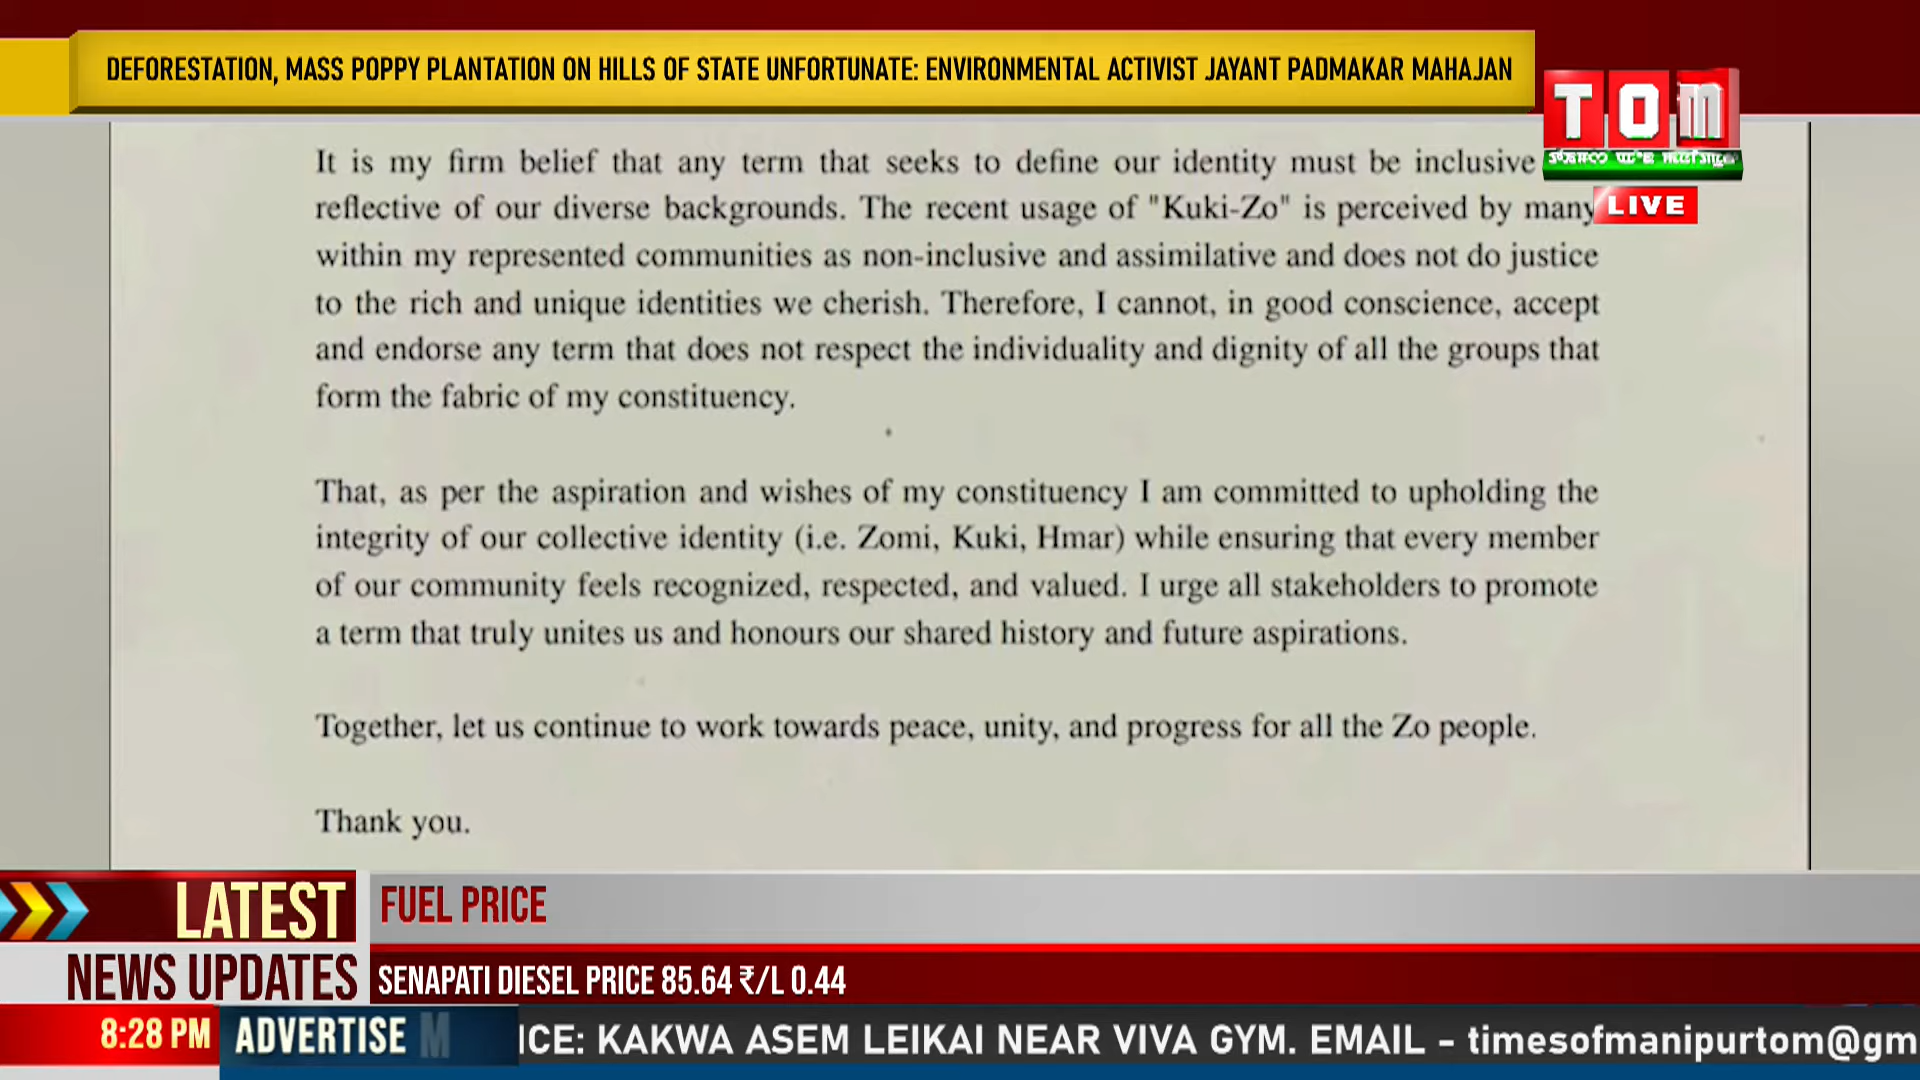 DEFORESTATION, MASS POPPY PLANTATION ON HILLS OF STATE UNFORTUNATE: ENVIRONMENTAL ACTIVIST JAYANT PADMAKAR MAHAJAN
TOM
LIVE
It is my firm belief that any term that seeks to define our identity must be inclusive
reflective of our diverse backgrounds. The recent usage of "Kuki-Zo" is perceived by many
within my represented communities as non-inclusive and assimilative and does not do justice
to the rich and unique identities we cherish. Therefore, I cannot, in good conscience, accept
and endorse any term that does not respect the individuality and dignity of all the groups that
form the fabric of my constituency.
That, as per the aspiration and wishes of my constituency I am committed to upholding the
integrity of our collective identity (i.e. Zomi, Kuki, Hmar) while ensuring that every member
of our community feels recognized, respected, and valued. I urge all stakeholders to promote
a term that truly unites us and honours our shared history and future aspirations.
Together, let us continue to work towards peace, unity, and progress for all the Zo people.
Thank you.
LATEST
NEWS UPDATES
FUEL PRICE
SENAPATI DIESEL PRICE 85.64 ₹/L 0.44
8:28 PM
ADVERTISE M
ICE: KAKWA ASEM LEIKAI NEAR VIVA GYM. EMAIL - timesofmanipurtom@gm